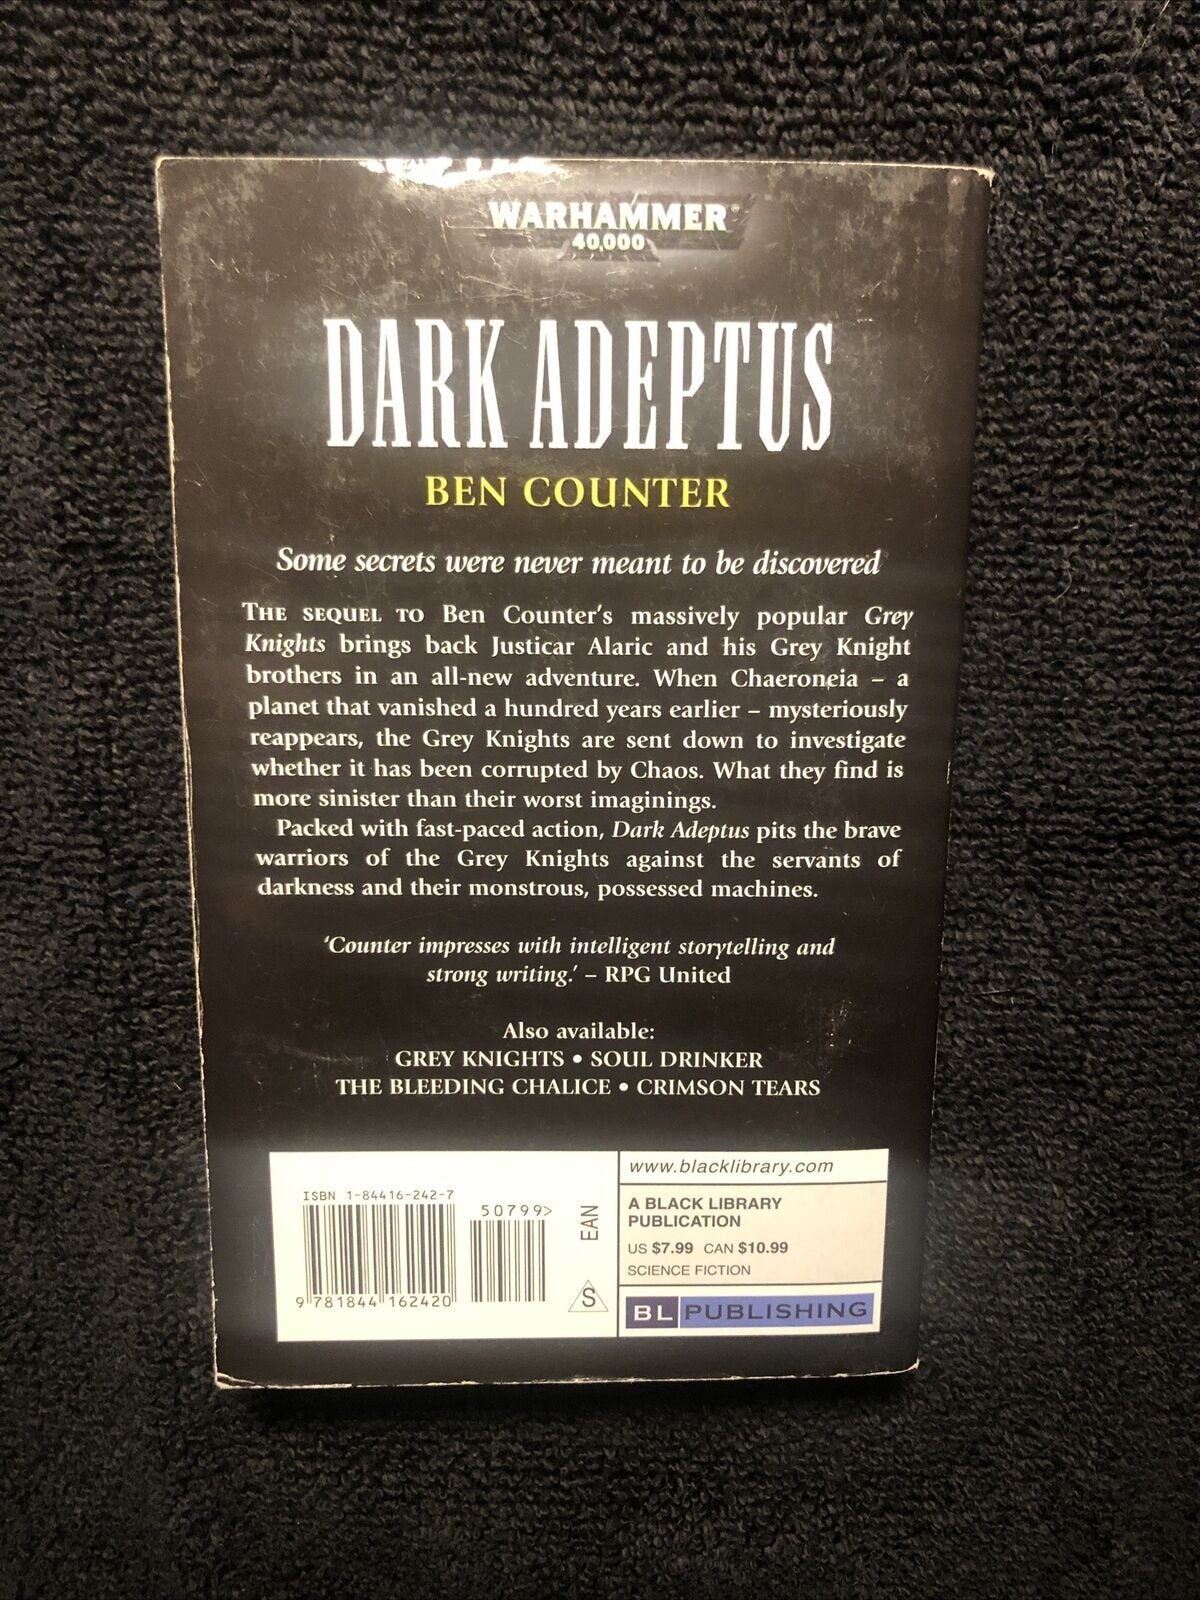 WARHAMMER
40,000
DARK ADEPTUS
BEN COUNTER
Some secrets were never meant to be discovered
THE SEQUEL TO Ben Counter's massively popular Grey
Knights brings back Justicar Alaric and his Grey Knight
brothers in an all-new adventure. When Chaeroneia – a
planet that vanished a hundred years earlier – mysteriously
reappears, the Grey Knights are sent down to investigate
whether it has been corrupted by Chaos. What they find is
more sinister than their worst imaginings.
Packed with fast-paced action, Dark Adeptus pits the brave
warriors of the Grey Knights against the servants of
darkness and their monstrous, possessed machines.
'Counter impresses with intelligent storytelling and
strong writing.' – RPG United
Also available:
GREY KNIGHTS • SOUL DRINKER
THE BLEEDING CHALICE • CRIMSON TEARS
ISBN 1-84416-242-7
50799>
EAN
S
9 781844 162420
www.blacklibrary.com
A BLACK LIBRARY
PUBLICATION
US $7.99 CAN $10.99
SCIENCE FICTION
BL PUBLISHING